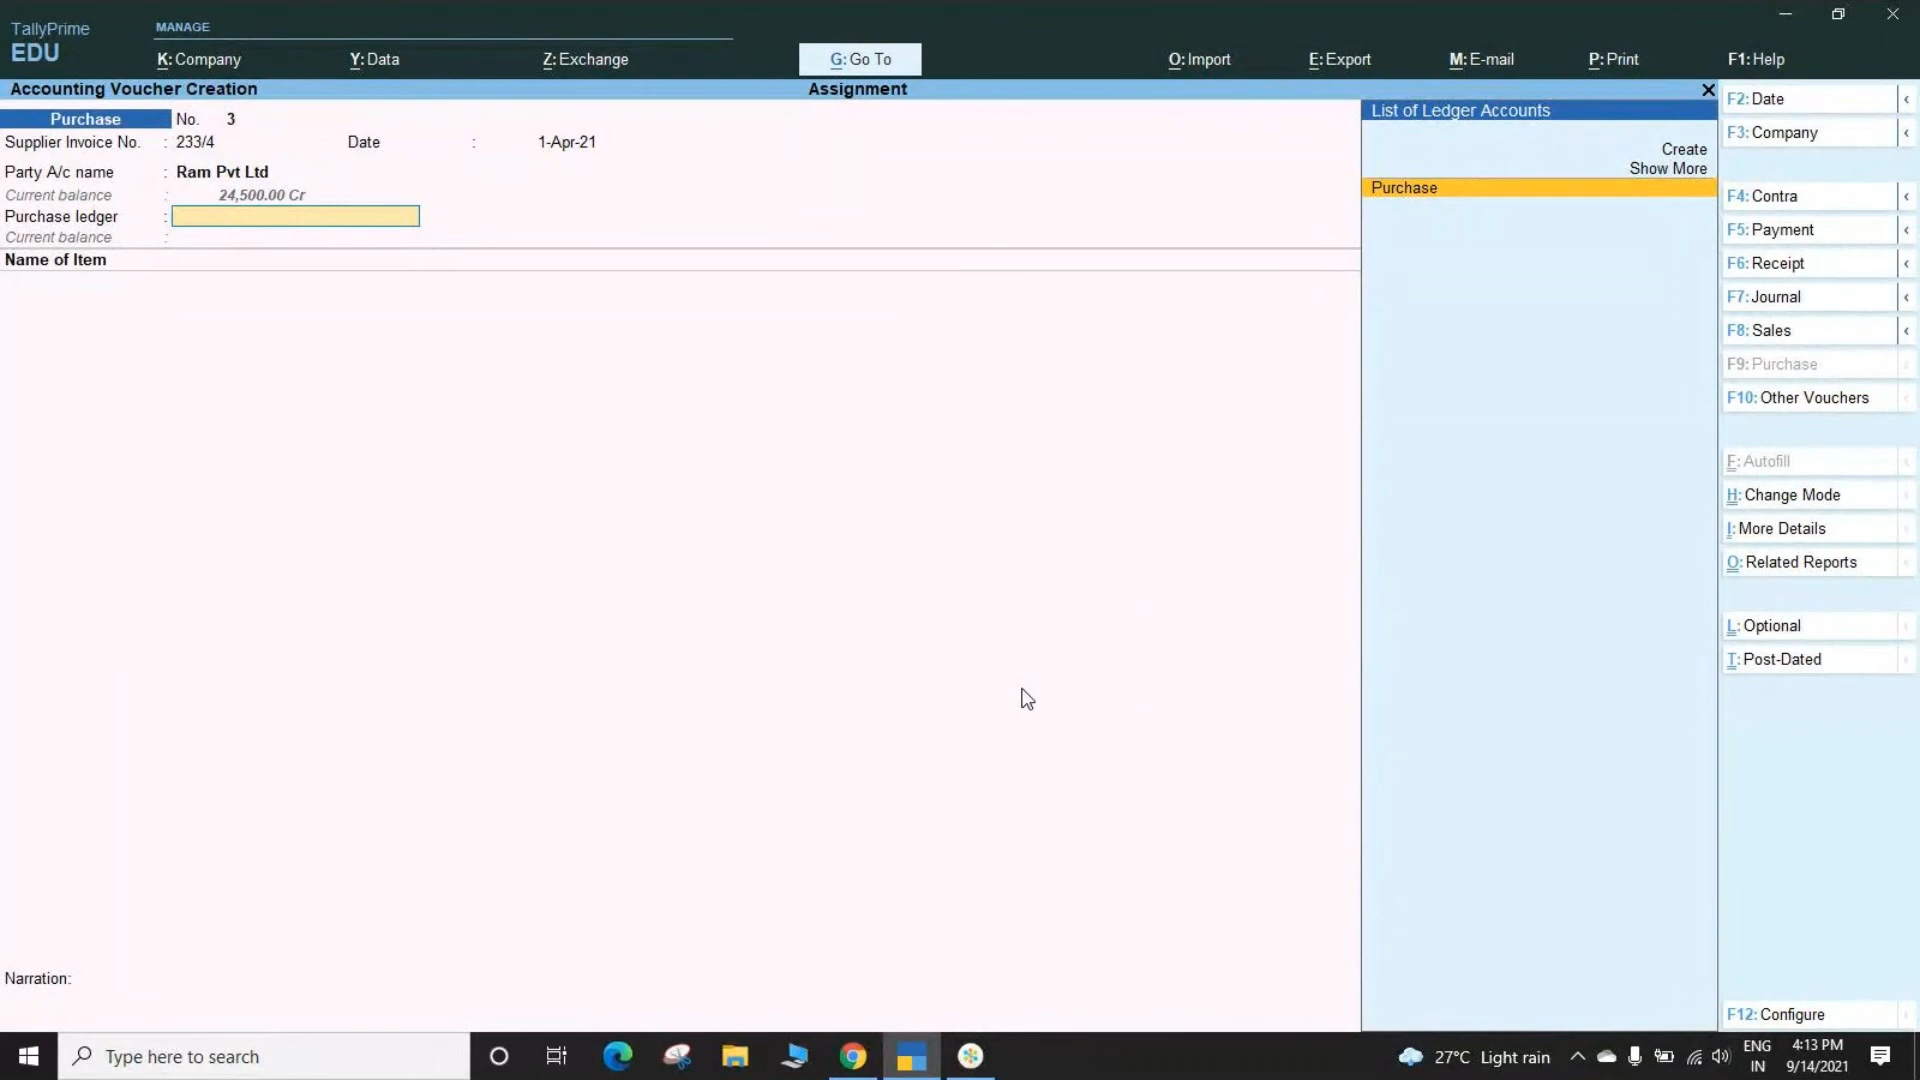 TallyPrime
EDU
MANAGE
K: Company
Y: Data
Z: Exchange
G: Go To
O: Import
E: Export
M: E-mail
P: Print
F1: Help
Accounting Voucher Creation
Assignment
Purchase No. 3
Supplier Invoice No. : 233/4 Date : 1-Apr-21
Party A/c name : Ram Pvt Ltd
Current balance : 24,500.00 Cr
Purchase ledger :
Current balance :
Name of Item
Narration:
List of Ledger Accounts
Create
Show More
Purchase
F2: Date
F3: Company
F4: Contra
F5: Payment
F6: Receipt
F7: Journal
F8: Sales
F9: Purchase
F10: Other Vouchers
F: Autofill
H: Change Mode
I: More Details
O: Related Reports
L: Optional
T: Post-Dated
F12: Configure
Type here to search
27°C Light rain
ENG
IN
4:13 PM
9/14/2021